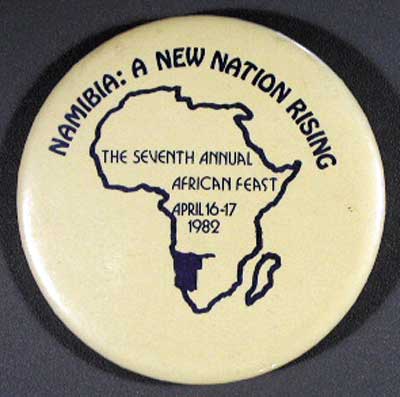 NAMIBIA: A NEW NATION RISING
THE SEVENTH ANNUAL
AFRICAN FEAST
APRIL 16-17
1982